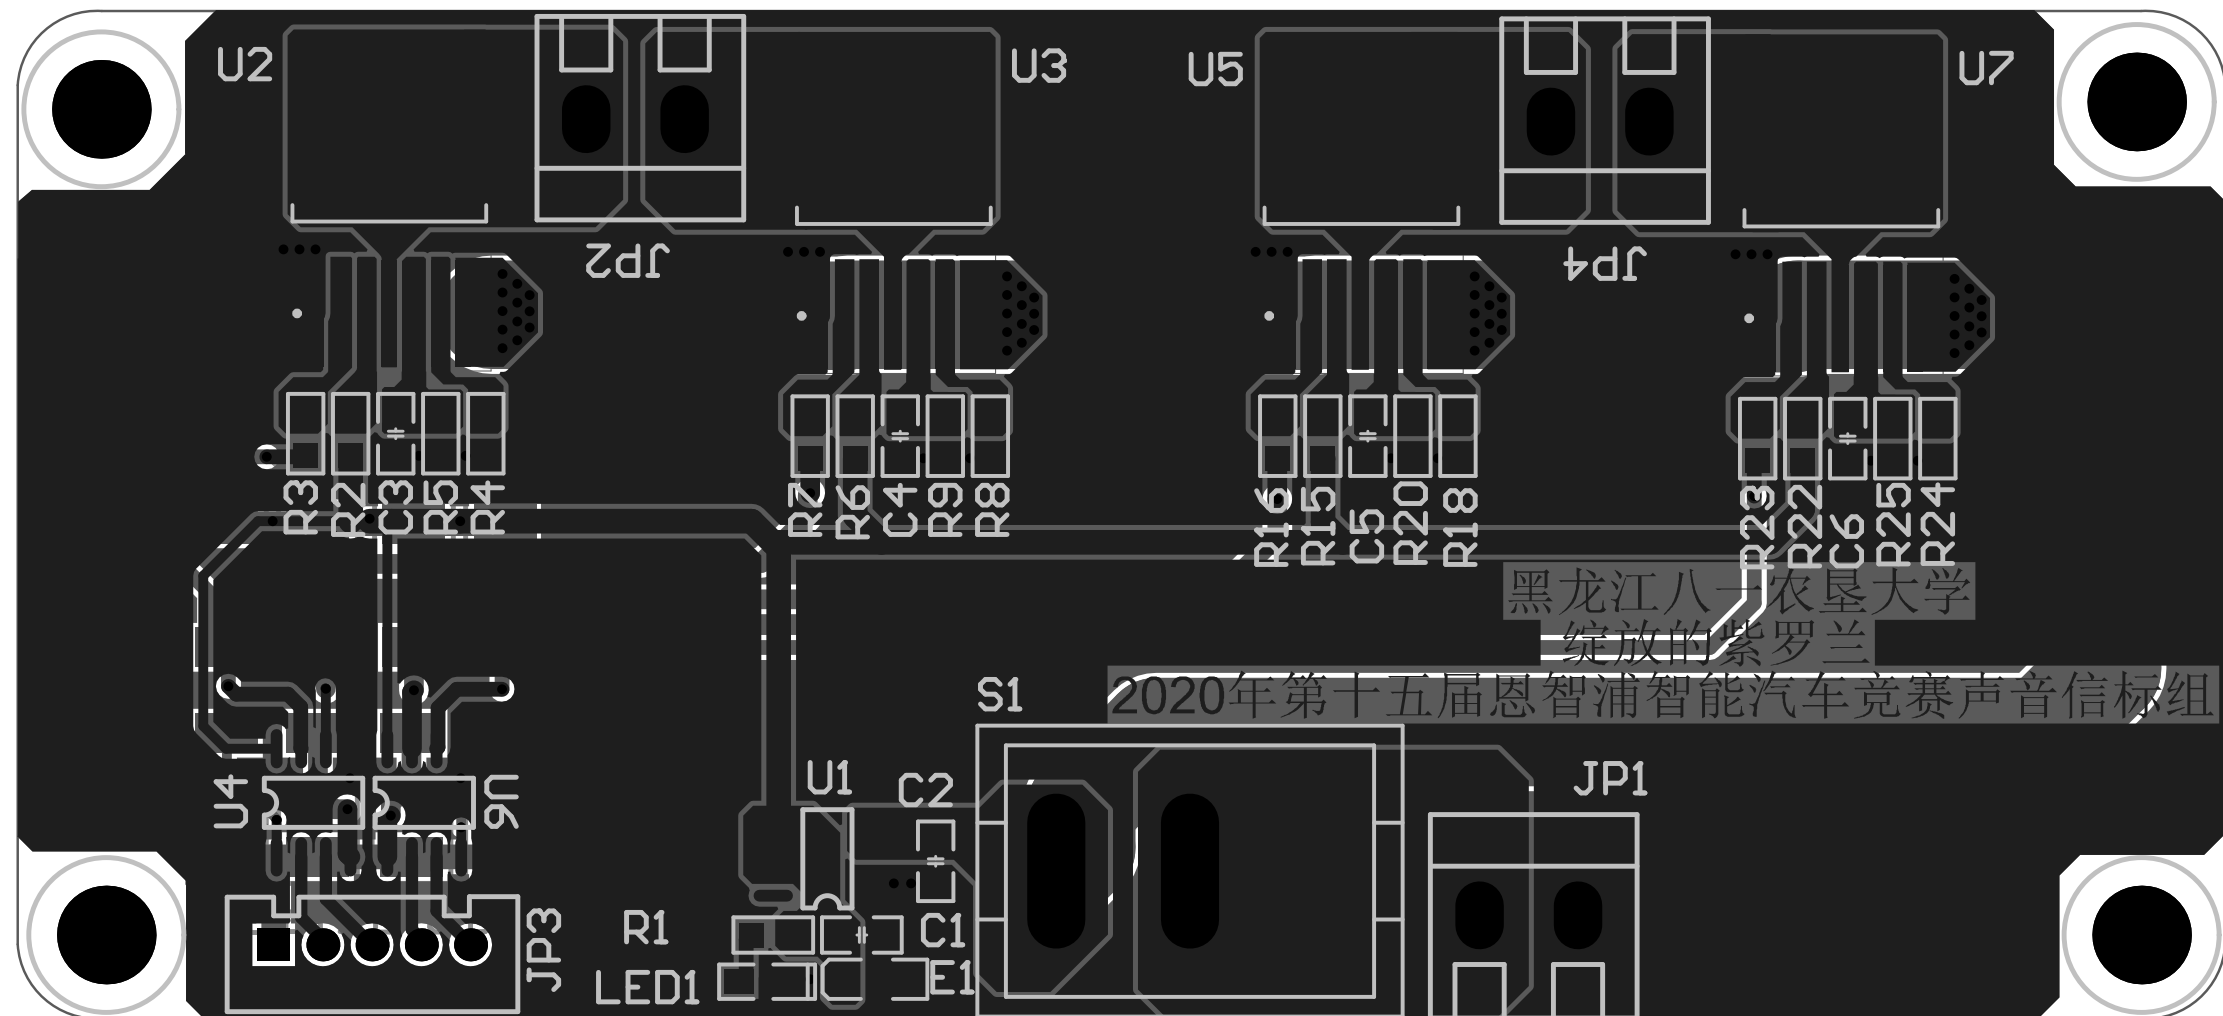 U2
U3
U5
U7
JP2
JP4
R3
R2
C3
R5
R4
R7
R6
C4
R9
R8
R16
R15
C5
R20
R18
R23
R22
C6
R25
R24
黑龙江八一农垦大学
绽放的紫罗兰
2020年第十五届恩智浦智能汽车竞赛声音信标组
S1
U4
U6
U1
C2
JP1
JP3
R1
C1
LED1
E1